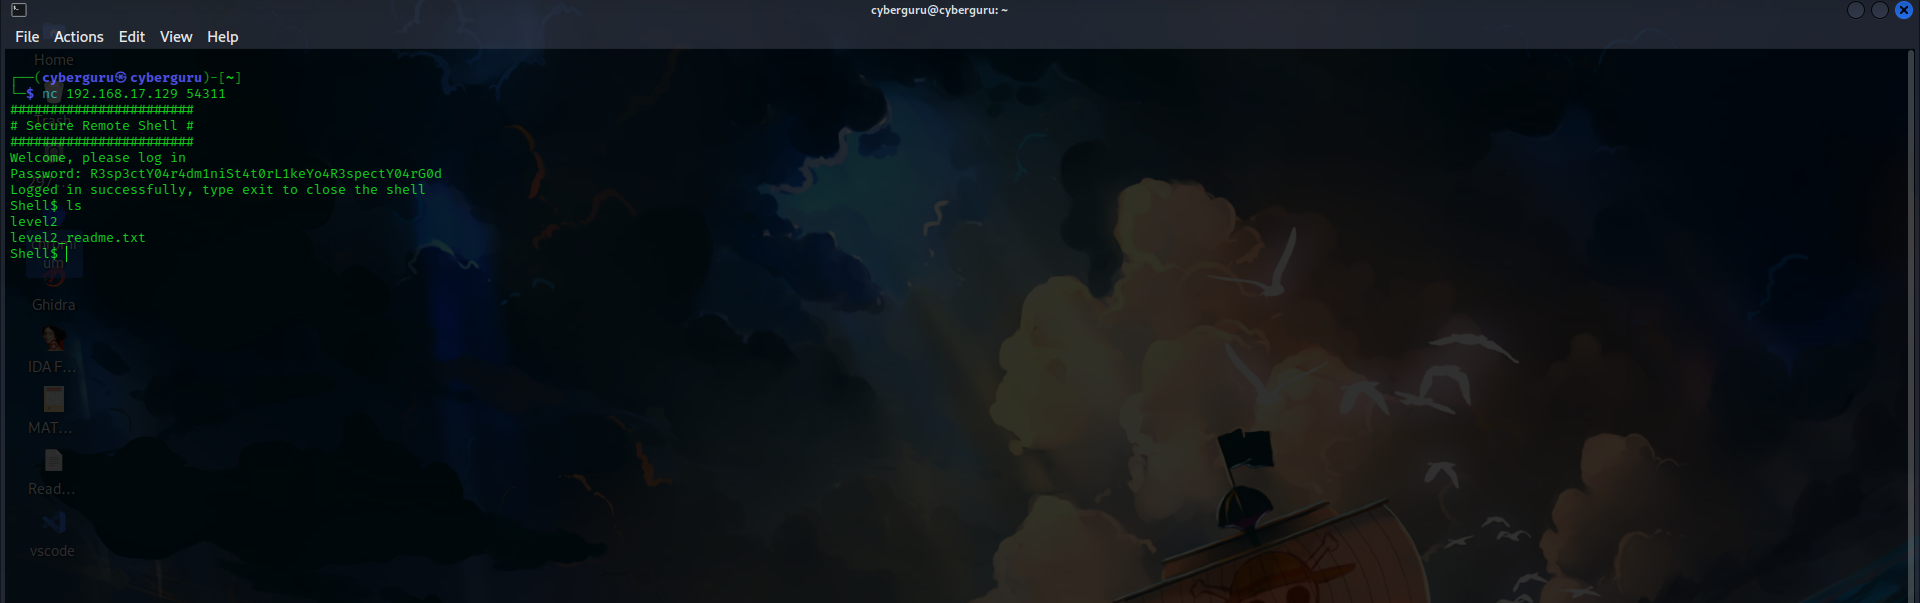 cyberguru@cyberguru: ~
File Actions Edit View Help
Home
┌──(cyberguru㉿cyberguru)-[~]
└─$ nc 192.168.17.129 54311
#######################
# Secure Remote Shell #
#######################
Trash
Welcome, please log in
Password: R3sp3ctY04r4dm1niSt4t0rL1keYo4R3spectY04rG0d
Logged in successfully, type exit to close the shell
Shell$ ls
level2
level2_readme.txt
Shell$
um
Ghidra
IDA F...
MAT...
Read...
vscode